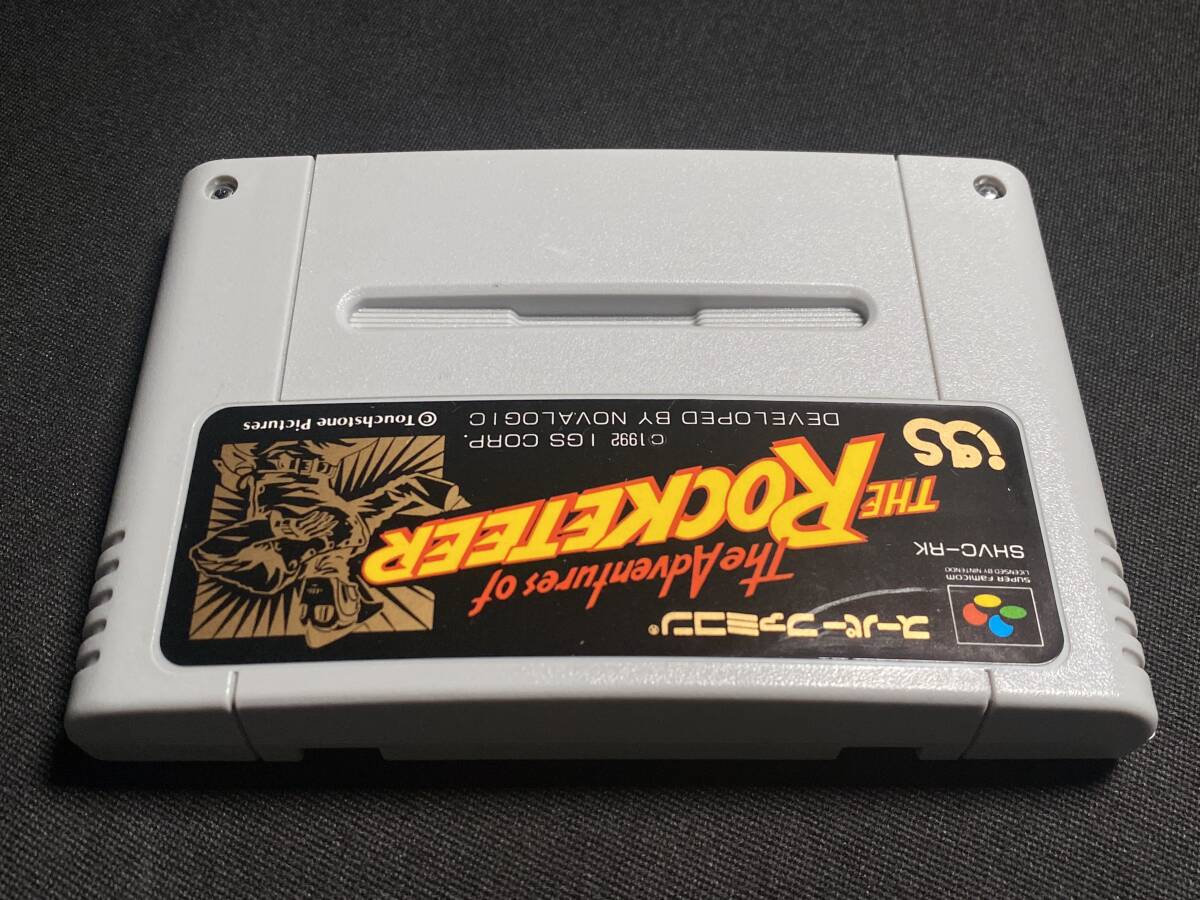 スーパーファミコン®
SUPER FAMICOM
LICENSED BY NINTENDO
SHVC-RK
The Adventures of
THE ROCKETEER
igs
©1992 IGS CORP.
DEVELOPED BY NOVALOGIC
© Touchstone Pictures